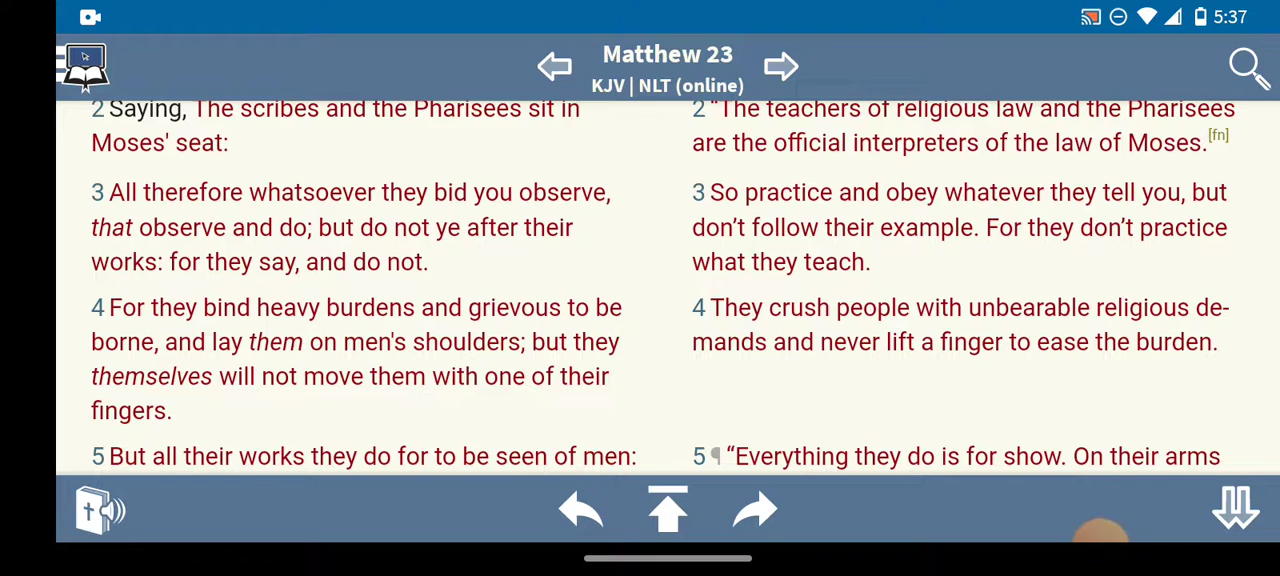 5:37
Matthew 23
KJV | NLT (online)
2 Saying, The scribes and the Pharisees sit in
Moses' seat:
3 All therefore whatsoever they bid you observe,
that observe and do; but do not ye after their
works: for they say, and do not.
4 For they bind heavy burdens and grievous to be
borne, and lay them on men's shoulders; but they
themselves will not move them with one of their
fingers.
5 But all their works they do for to be seen of men:
2 “The teachers of religious law and the Pharisees
are the official interpreters of the law of Moses.[fn]
3 So practice and obey whatever they tell you, but
don’t follow their example. For they don’t practice
what they teach.
4 They crush people with unbearable religious de-
mands and never lift a finger to ease the burden.
5 ¶ “Everything they do is for show. On their arms